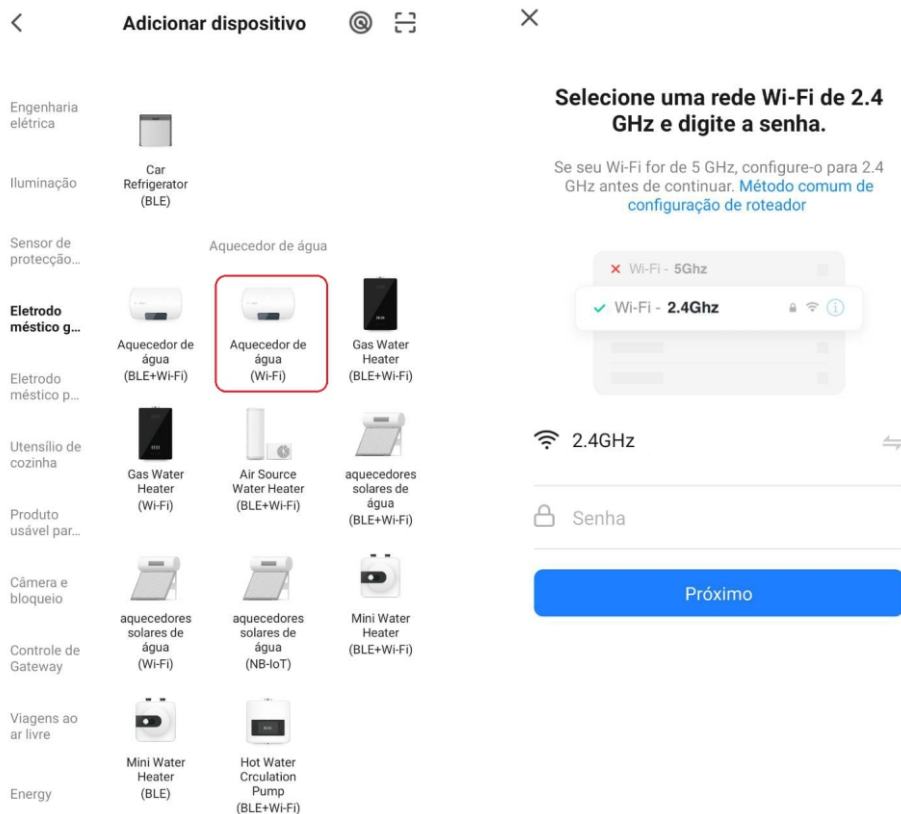 Adicionar dispositivo
Engenharia
elétrica
Iluminação
Sensor de
protecção...
Eletrodo
méstico g...
Eletrodo
méstico p...
Utensílio de
cozinha
Produto
usável par...
Câmera e
bloqueio
Controle de
Gateway
Viagens ao
ar livre
Energy
Car
Refrigerator
(BLE)
Aquecedor de água
Aquecedor de
água
(BLE+Wi-Fi)
Aquecedor de
água
(Wi-Fi)
Gas Water
Heater
(BLE+Wi-Fi)
Gas Water
Heater
(Wi-Fi)
Air Source
Water Heater
(BLE+Wi-Fi)
aquecedores
solares de
água
(BLE+Wi-Fi)
aquecedores
solares de
água
(Wi-Fi)
aquecedores
solares de
água
(NB-IoT)
Mini Water
Heater
(BLE+Wi-Fi)
Mini Water
Heater
(BLE)
Hot Water
Crculation
Pump
(BLE+Wi-Fi)
Selecione uma rede Wi-Fi de 2.4
GHz e digite a senha.
Se seu Wi-Fi for de 5 GHz, configure-o para 2.4
GHz antes de continuar. Método comum de
configuração de roteador
Wi-Fi - 5Ghz
Wi-Fi - 2.4Ghz
2.4GHz
Senha
Próximo